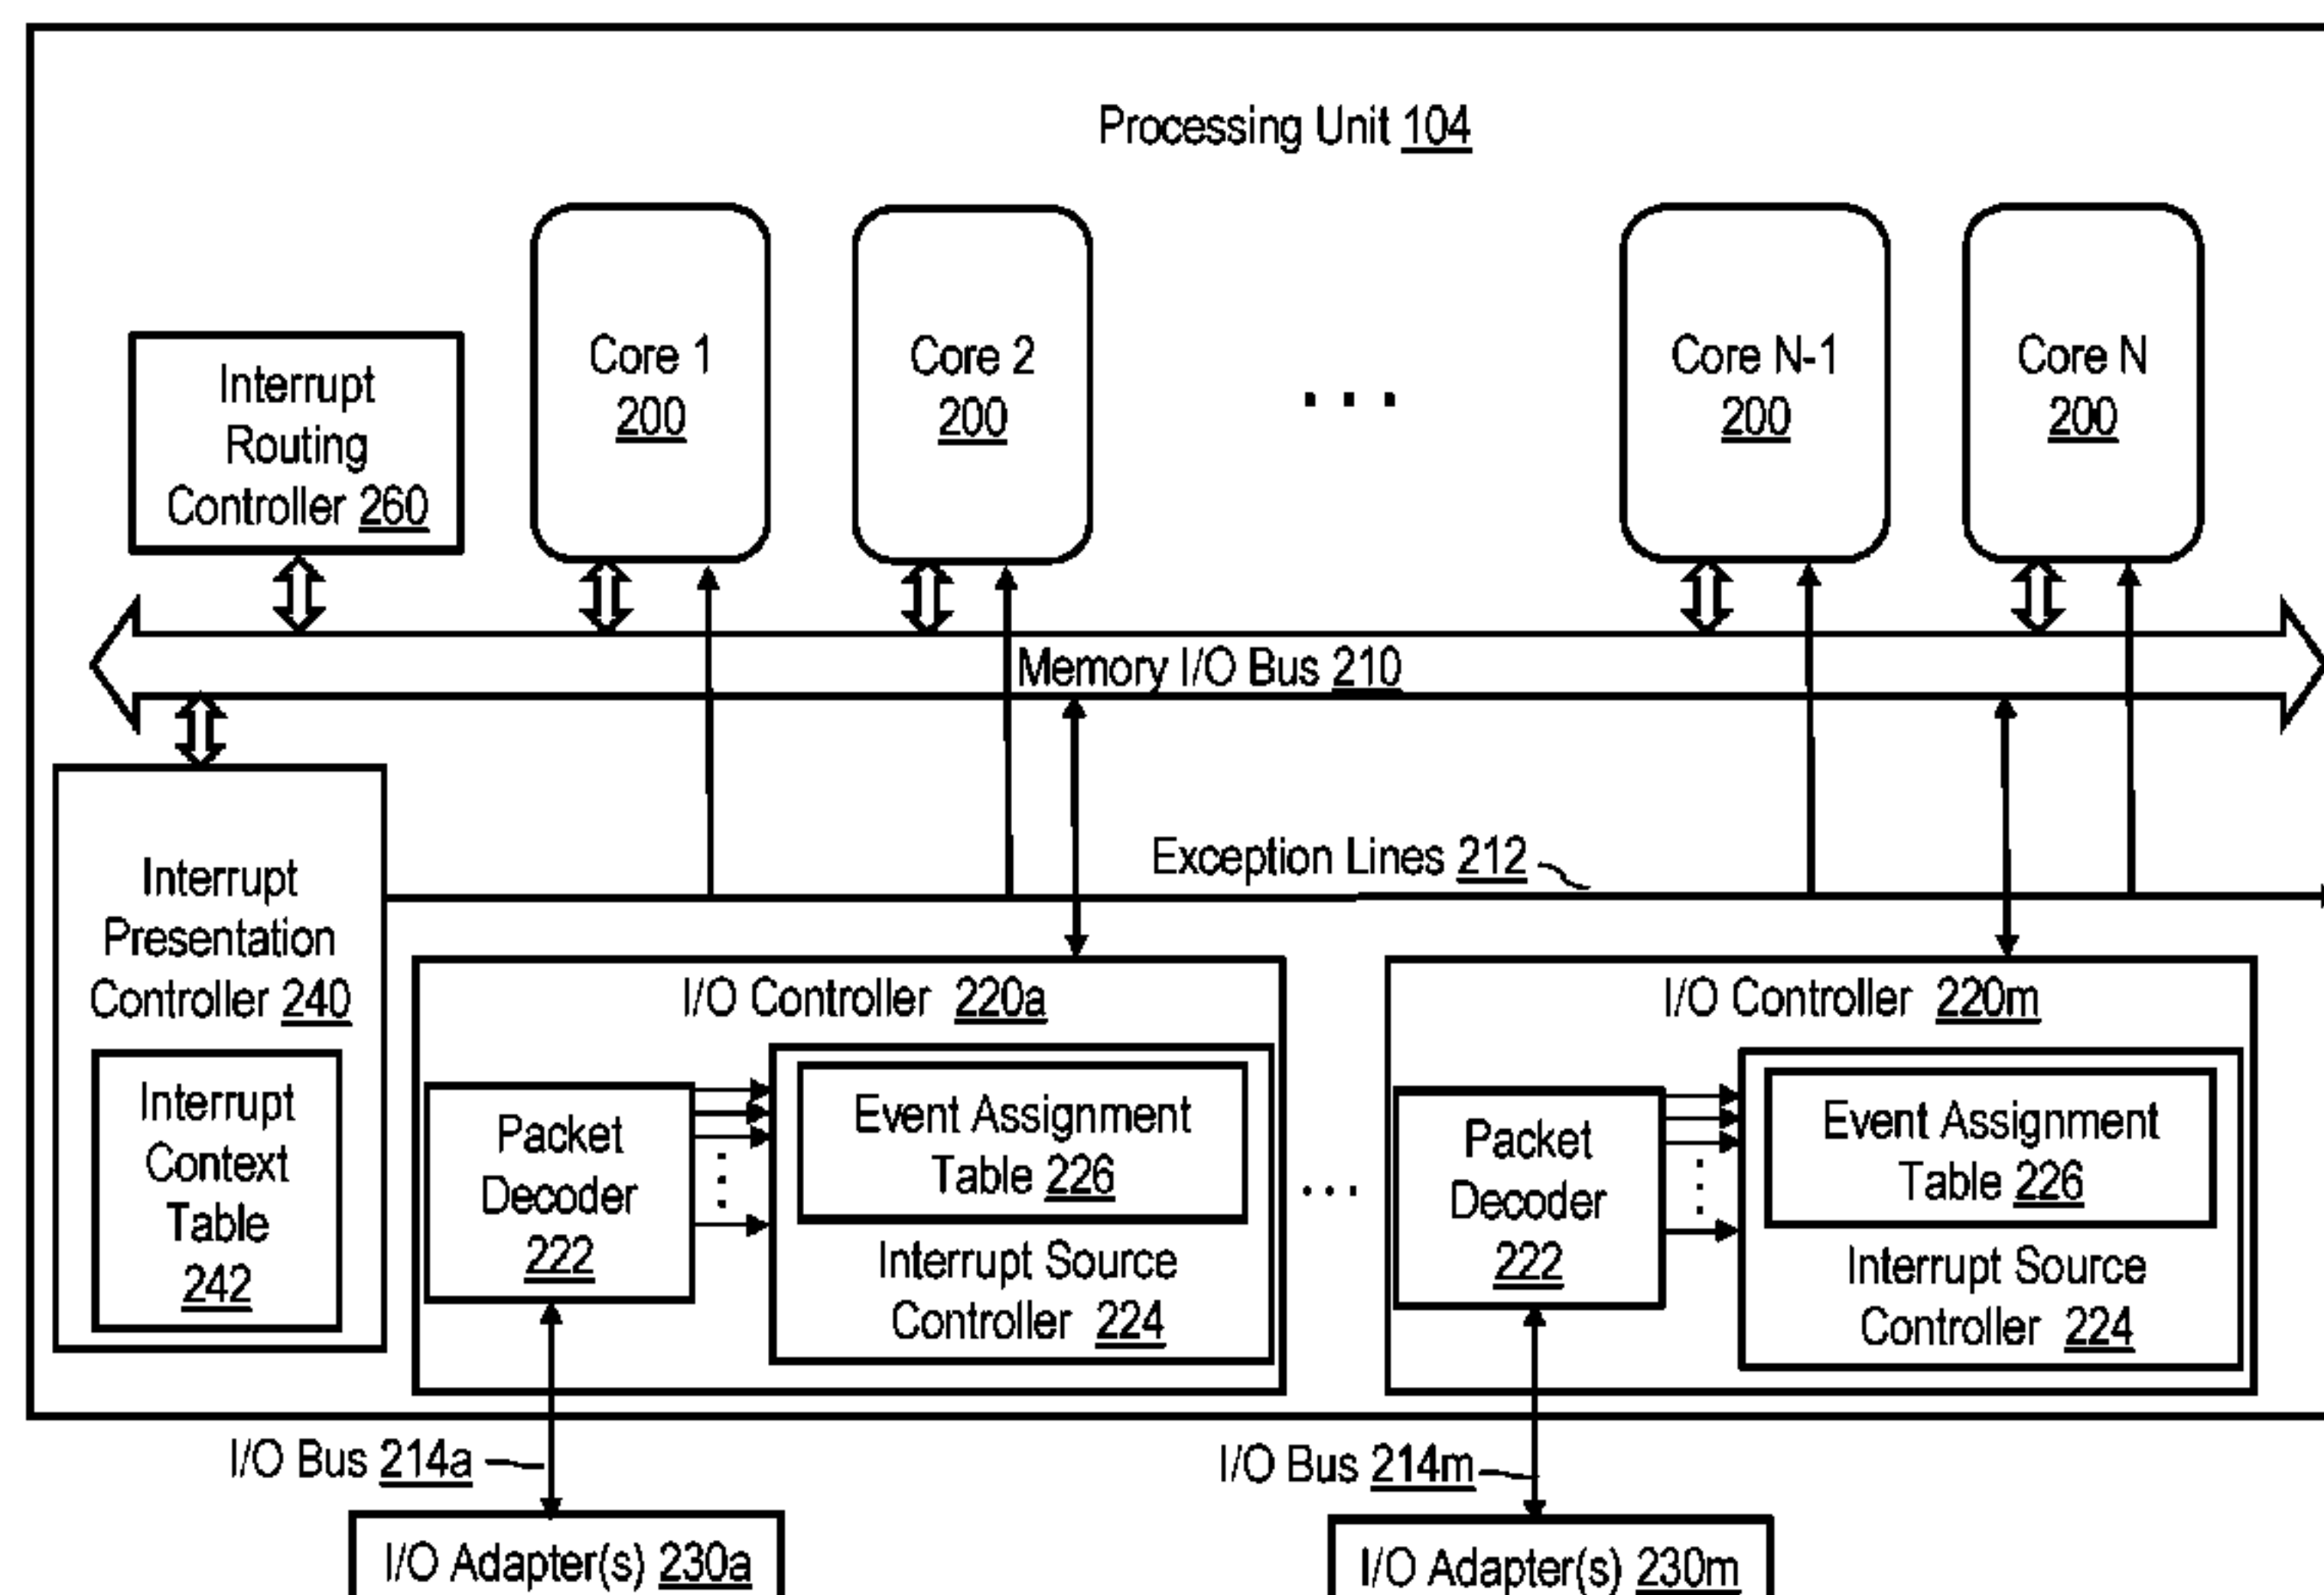 Processing Unit 104
Interrupt
Routing
Controller 260
Core 1
200
Core 2
200
. . .
Core N-1
200
Core N
200
Memory I/O Bus 210
Exception Lines 212
Interrupt
Presentation
Controller 240
Interrupt
Context
Table
242
I/O Controller 220a
Packet
Decoder
222
Event Assignment
Table 226
Interrupt Source
Controller 224
. . .
I/O Controller 220m
Packet
Decoder
222
Event Assignment
Table 226
Interrupt Source
Controller 224
I/O Bus 214a
I/O Bus 214m
I/O Adapter(s) 230a
I/O Adapter(s) 230m